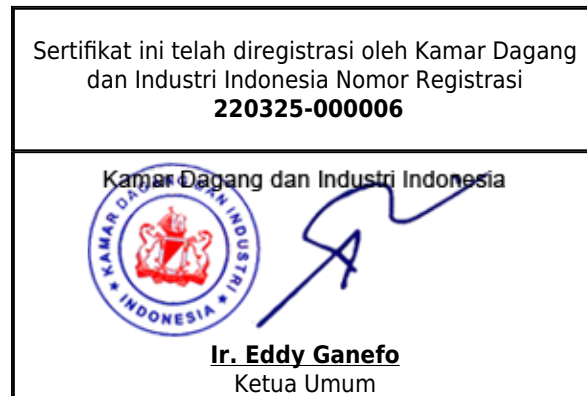 Sertifikat ini telah diregistrasi oleh Kamar Dagang
dan Industri Indonesia Nomor Registrasi
220325-000006
Kamar Dagang dan Industri Indonesia
KAMAR DAGANG DAN INDUSTRI
* INDONESIA *
Ir. Eddy Ganefo
Ketua Umum